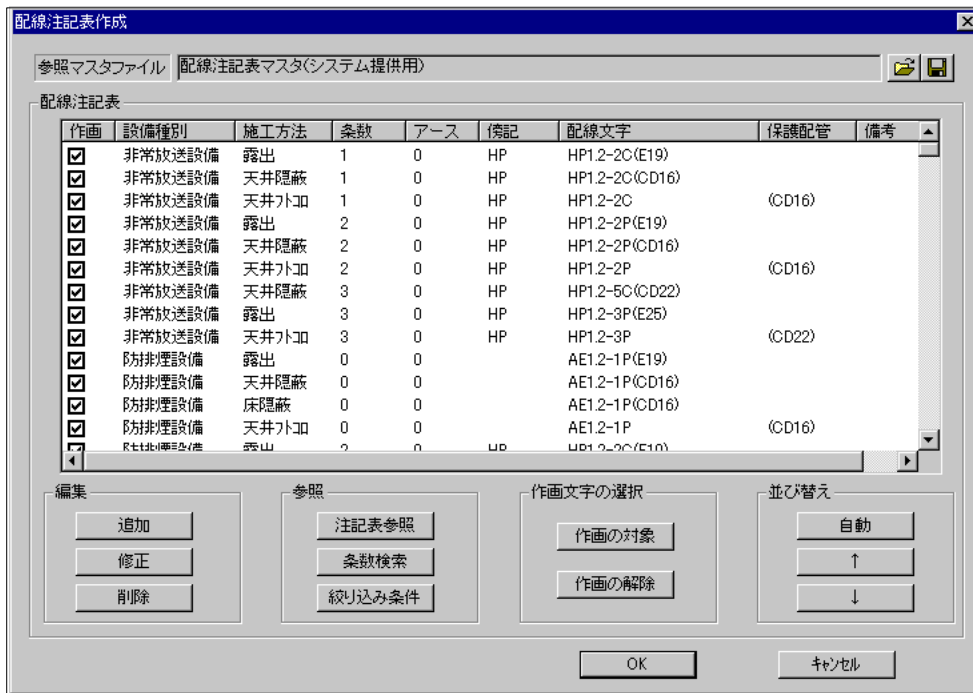 配線注記表作成
参照マスタファイル 配線注記表マスタ(システム提供用)
配線注記表
作画 設備種別 施工方法 条数 アース 傍記 配線文字 保護配管 備考
非常放送設備 露出 1 0 HP HP1.2-2C(E19)
非常放送設備 天井隠蔽 1 0 HP HP1.2-2C(CD16)
非常放送設備 天井ﾌﾄｺﾛ 1 0 HP HP1.2-2C (CD16)
非常放送設備 露出 2 0 HP HP1.2-2P(E19)
非常放送設備 天井隠蔽 2 0 HP HP1.2-2P(CD16)
非常放送設備 天井ﾌﾄｺﾛ 2 0 HP HP1.2-2P (CD16)
非常放送設備 天井隠蔽 3 0 HP HP1.2-5C(CD22)
非常放送設備 露出 3 0 HP HP1.2-3P(E25)
非常放送設備 天井ﾌﾄｺﾛ 3 0 HP HP1.2-3P (CD22)
防排煙設備 露出 0 0 AE1.2-1P(E19)
防排煙設備 天井隠蔽 0 0 AE1.2-1P(CD16)
防排煙設備 床隠蔽 0 0 AE1.2-1P(CD16)
防排煙設備 天井ﾌﾄｺﾛ 0 0 AE1.2-1P (CD16)
防排煙設備 露出 2 0 HP HP1.2-2C(E19)
編集 参照 作画文字の選択 並び替え
追加 注記表参照 作画の対象 自動
修正 条数検索 ↑
削除 絞り込み条件 作画の解除 ↓
OK ｷｬﾝｾﾙ